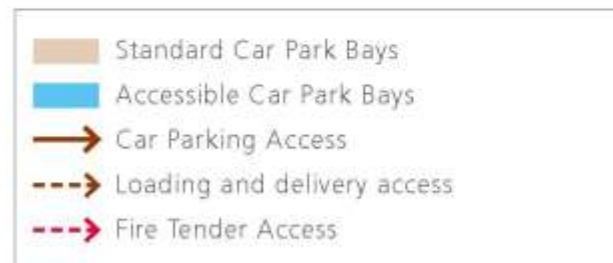 Standard Car Park Bays
Accessible Car Park Bays
Car Parking Access
Loading and delivery access
Fire Tender Access